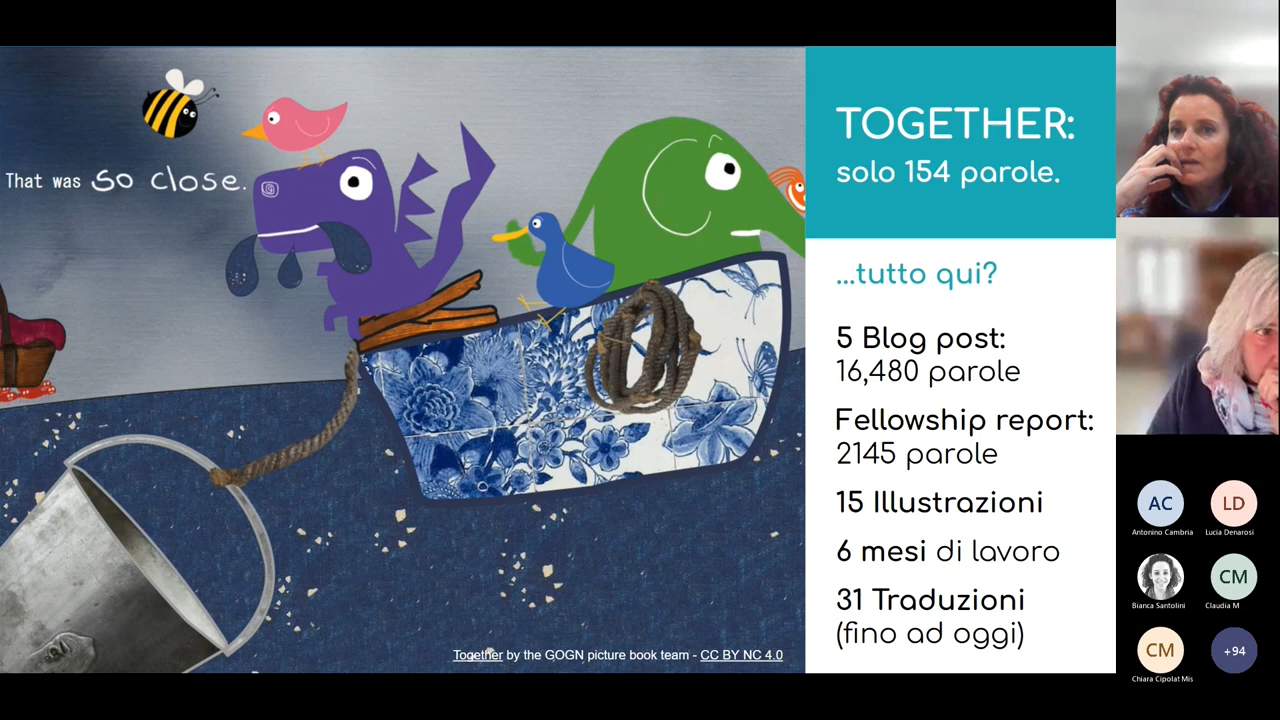 That was so close.
TOGETHER:
solo 154 parole.
...tutto qui?
5 Blog post:
16,480 parole
Fellowship report:
2145 parole
15 Illustrazioni
6 mesi di lavoro
31 Traduzioni
(fino ad oggi)
Together by the GOGN picture book team - CC BY NC 4.0
AC
LD
Antonino Cambria
Lucia Denarosi
CM
Bianca Santolini
Claudia M
CM
+94
Chiara Cipolat Mis